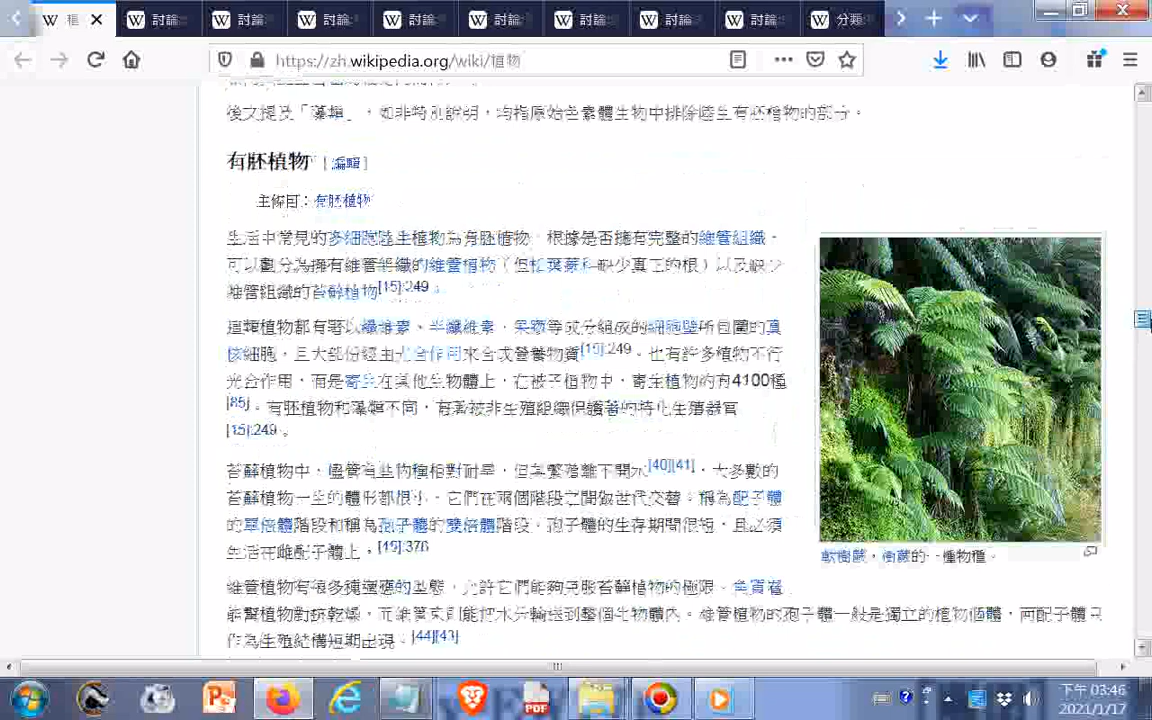 討論
討論
討論
討論
討論
討論
討論
討論
分類
https://zh.wikipedia.org/wiki/植物
後文提及「藻類」，如非特別說明，均指原始色素體生物中排除陸生有胚植物的部分。
有胚植物 [編輯]
主條目：有胚植物
生活中常見的多細胞陸生植物為有胚植物，根據是否擁有完整的維管組織，
可以劃分為擁有維管組織的維管植物（但松葉蕨科缺少真正的根）以及缺少
維管組織的苔蘚植物[15]:249。
這類植物都有著以纖維素、半纖維素、果膠等成分組成的細胞壁所包圍的真
核細胞，且大部份經由光合作用來合成營養物質[15]:249。也有許多植物不行
光合作用，而是寄生在其他生物體上，在被子植物中，寄生植物約有4100種
[85]。有胚植物和藻類不同，有著被非生殖組織保護著的特化生殖器官
[15]:249。
苔蘚植物中，儘管有些物種相對耐旱，但其繁殖離不開水[40][41]，大多數的
苔蘚植物一生的體形都很小。它們在兩個階段之間做世代交替，稱為配子體
的單倍體階段和稱為孢子體的雙倍體階段。孢子體的生存期間很短，且必須
生活在雌配子體上，[45]:376
維管植物有很多適應的型態，允許它們能夠克服苔蘚植物的極限。角質層
能幫植物對抗乾燥，而維管束則能把水分輸送到整個生物體內。維管植物的孢子體一般是獨立的植物個體，而配子體只
作為生殖結構短期出現。[44][43]
軟樹蕨，樹蕨的一種物種。
下午 03:46
2021/1/17